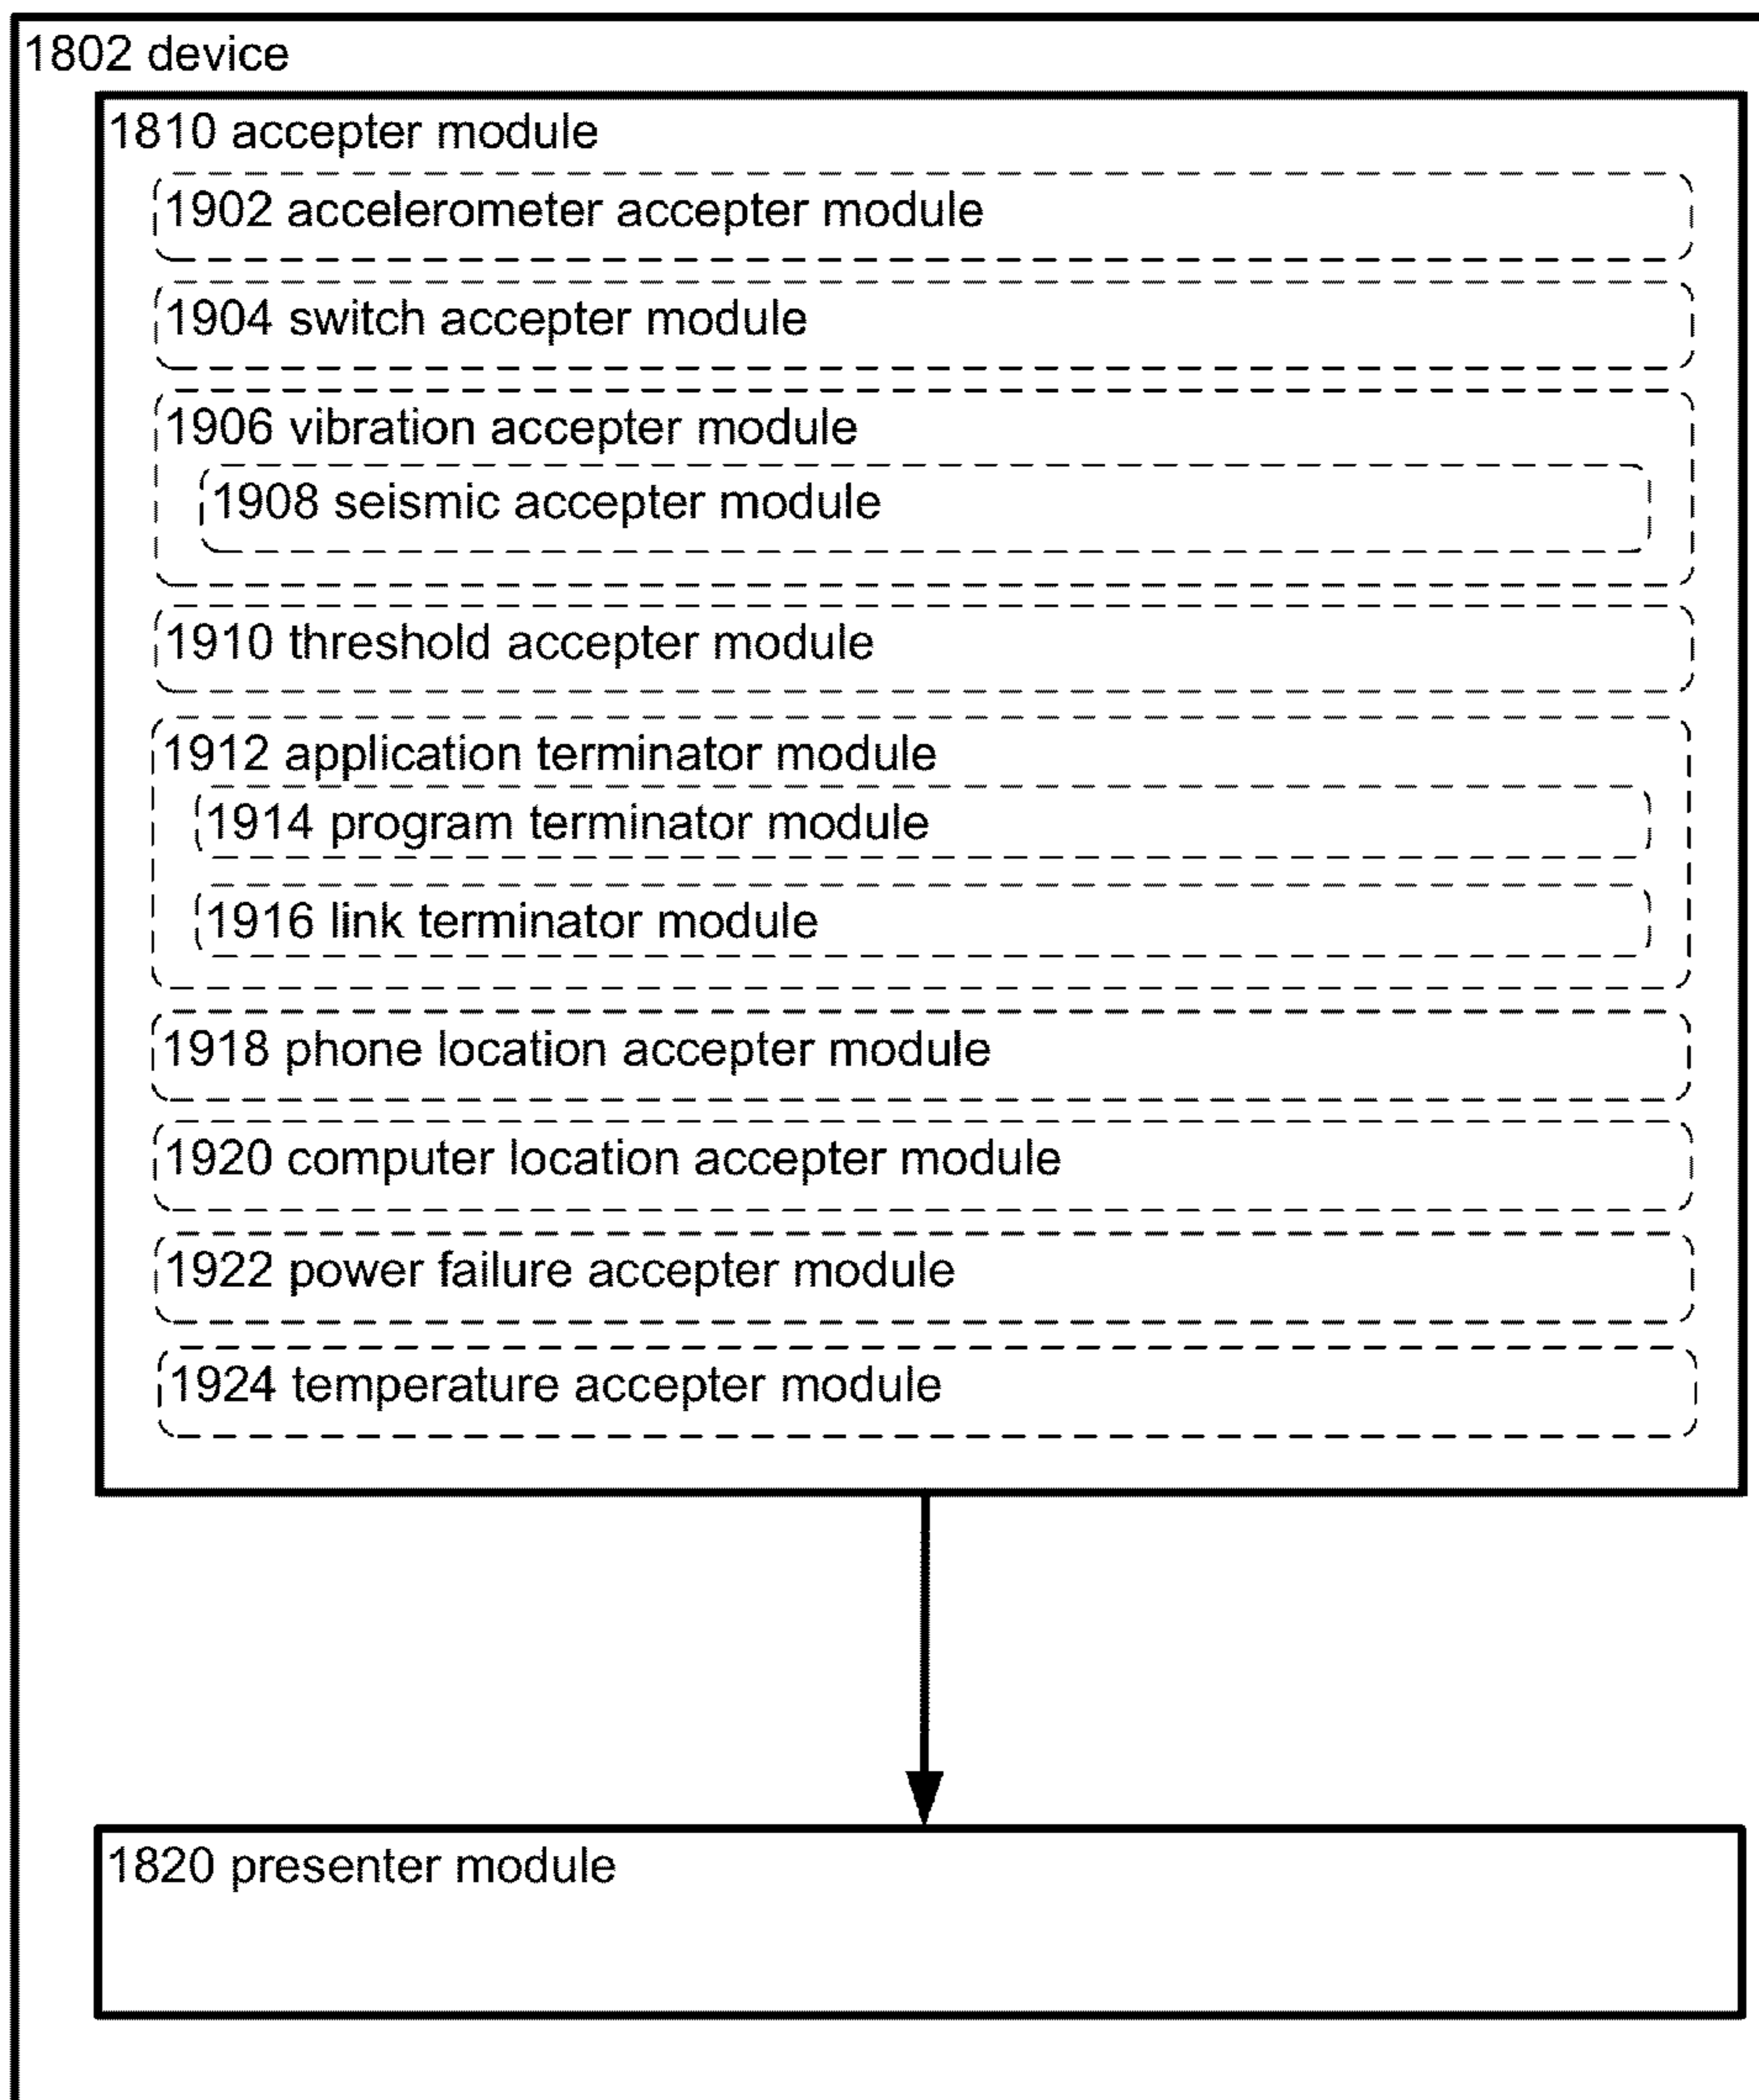 1802 device
1810 accepter module
1902 accelerometer accepter module
1904 switch accepter module
1906 vibration accepter module
1908 seismic accepter module
1910 threshold accepter module
1912 application terminator module
1914 program terminator module
1916 link terminator module
1918 phone location accepter module
1920 computer location accepter module
1922 power failure accepter module
1924 temperature accepter module
1820 presenter module